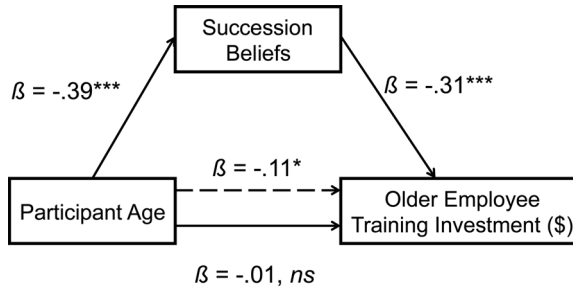 Succession
Beliefs
ß = -.39***
ß = -.31***
ß = -.11*
Participant Age
Older Employee
Training Investment ($)
ß = -.01, ns